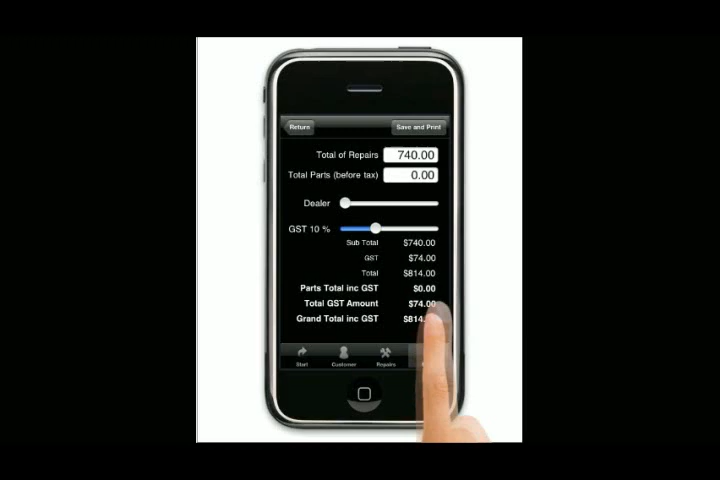 Return Save and Print
Total of Repairs 740.00
Total Parts (before tax) 0.00
Dealer
GST 10 %
Sub Total $740.00
GST $74.00
Total $814.00
Parts Total inc GST $0.00
Total GST Amount $74.00
Grand Total inc GST $814.
Start Customer Repairs